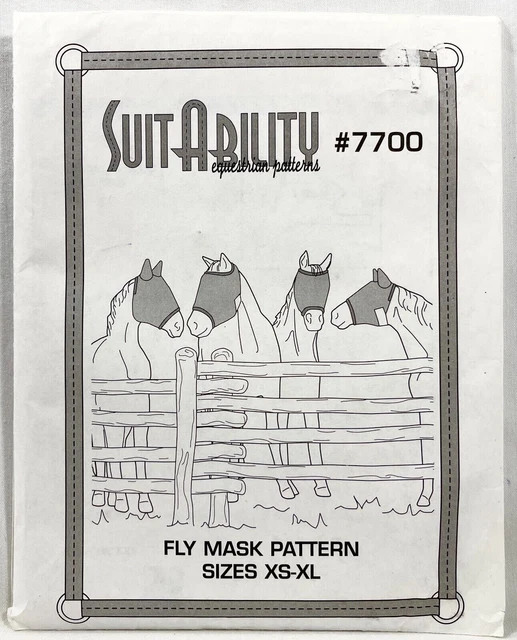 SUITABILITY
equestrian patterns
#7700
FLY MASK PATTERN
SIZES XS-XL